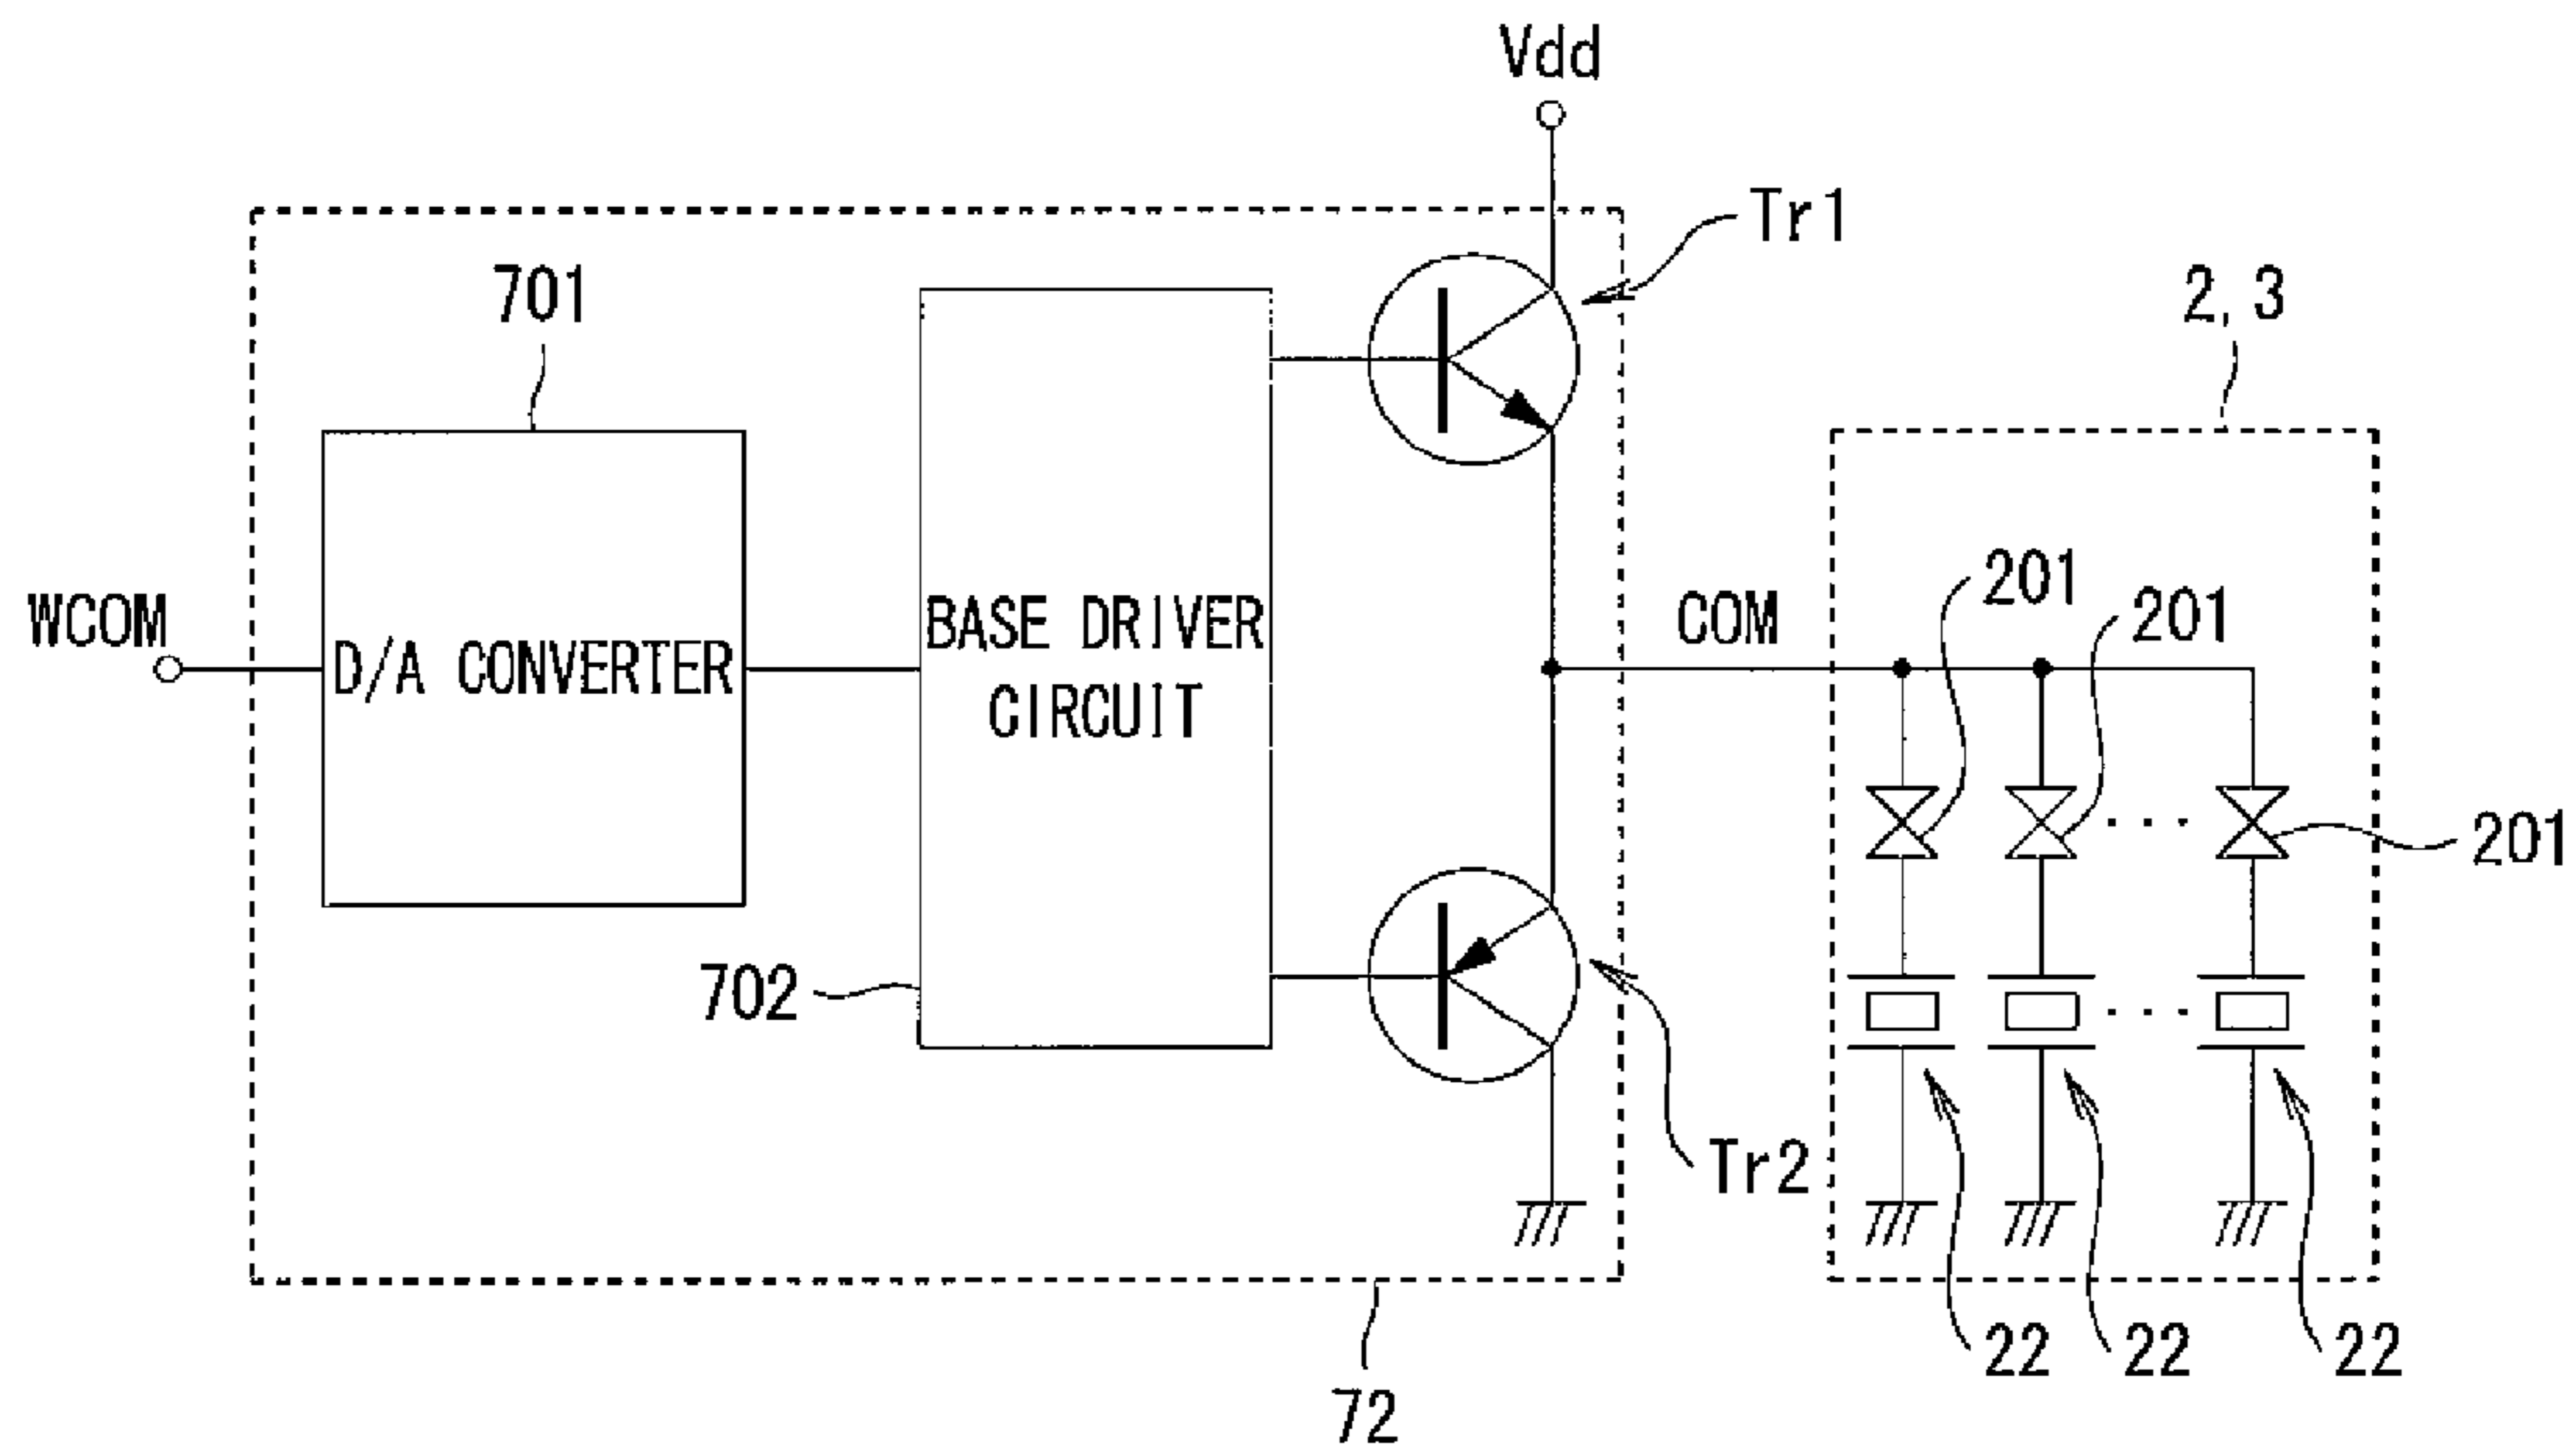 Vdd
Tr1
701
2,3
WCOM
D/A CONVERTER
BASE DRIVER
CIRCUIT
COM
201
201
201
702
Tr2
22
22
22
72